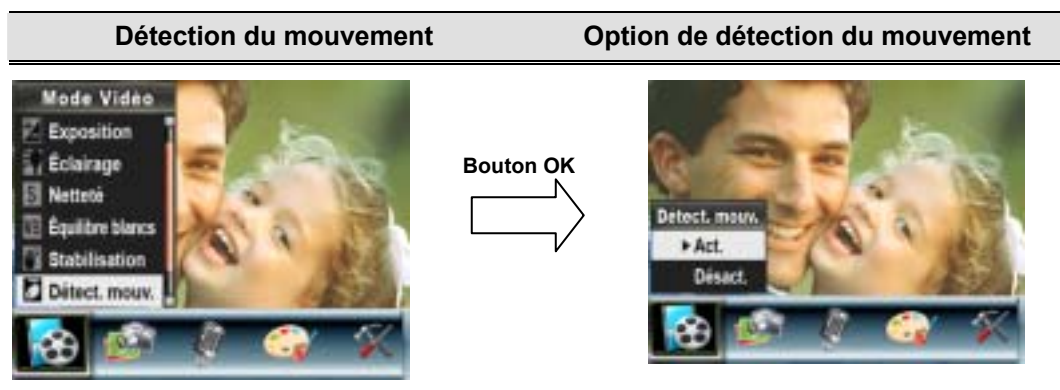 Détection du mouvement
Option de détection du mouvement
Mode Vidéo
Exposition
Éclairage
Netteté
Équilibre blancs
Stabilisation
Détect. mouv.
Bouton OK
Détect. mouv.
Act.
Désact.